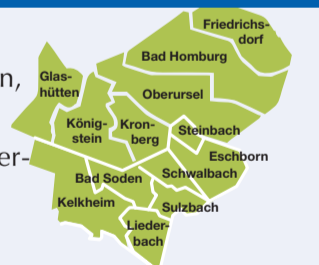 Friedrichs-
dorf
Bad Homburg
n,
Glas-
hütten
Oberursel
König-
stein
Kron-
berg
Steinbach
er-
Eschborn
Schwalbach
Bad Soden
Kelkheim
Sulzbach
Lieder-
bach